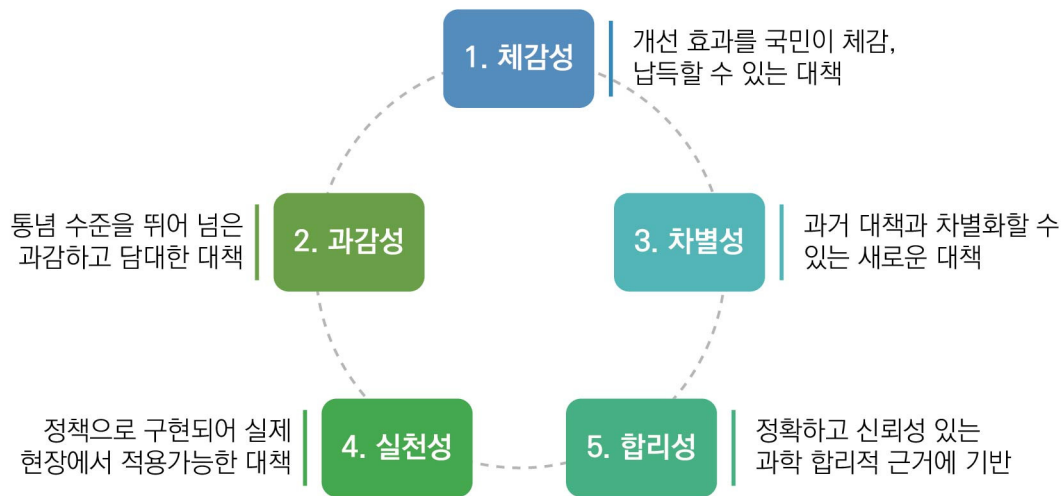 1. 체감성
개선 효과를 국민이 체감,
납득할 수 있는 대책
통념 수준을 뛰어 넘은
과감하고 담대한 대책
2. 과감성
3. 차별성
과거 대책과 차별화할 수
있는 새로운 대책
정책으로 구현되어 실제
현장에서 적용가능한 대책
4. 실천성
5. 합리성
정확하고 신뢰성 있는
과학 합리적 근거에 기반